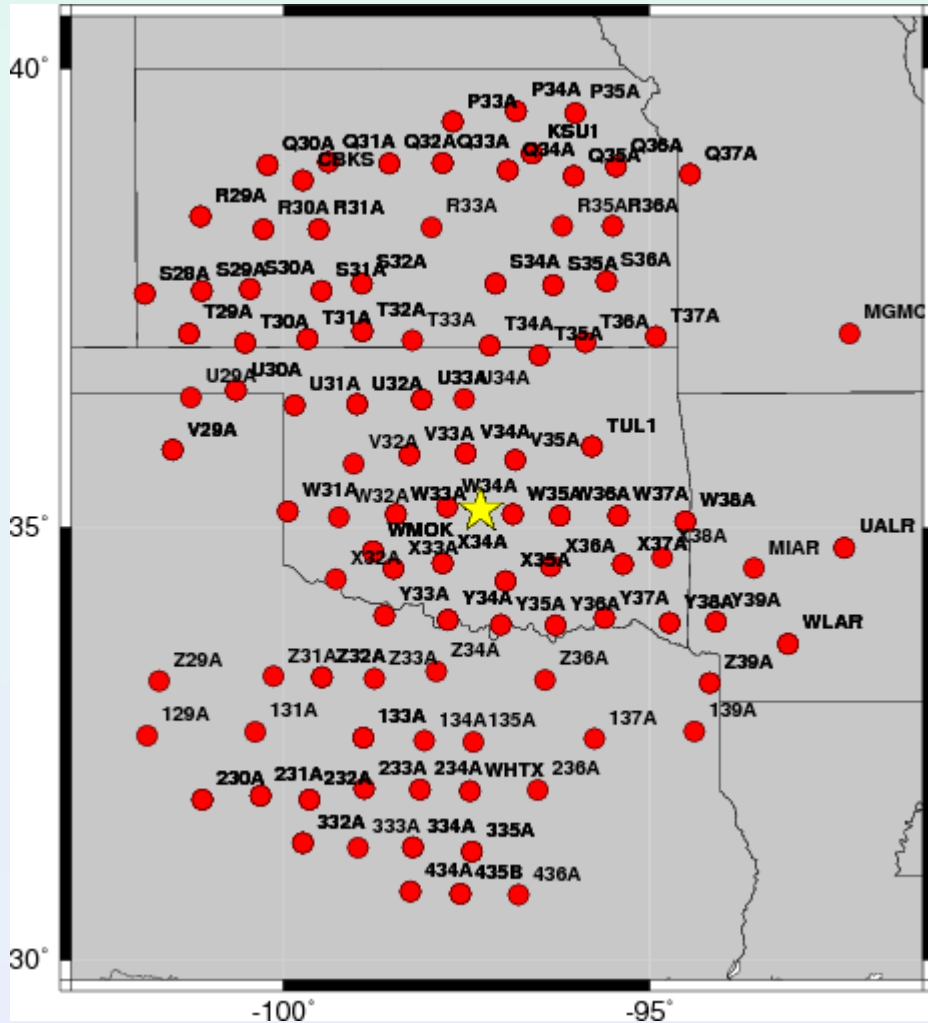 40°
P33A P34A P35A
KSU1
Q30A Q31A Q32A Q33A Q34A Q35A Q36A Q37A
CBKS
R29A R30A R31A R33A R35A R36A
S28A S29A S30A S31A S32A S34A S35A S36A
T29A T30A T31A T32A T33A T34A T35A T36A T37A
MGMO
U29A U30A U31A U32A U33A U34A
V29A V32A V33A V34A V35A TUL1
W31A W32A W33A W34A W35A W36A W37A W38A
35°
WMOK
X32A X33A X34A X35A X36A X37A X38A
MIAR UALR
Y33A Y34A Y35A Y36A Y37A Y38A Y39A
WLAR
Z29A Z31A Z32A Z33A Z34A Z36A Z39A
129A 131A 133A 134A 135A 137A 139A
230A 231A 232A 233A 234A WHTX 236A
332A 333A 334A 335A
434A 435B 436A
30°
-100° -95°